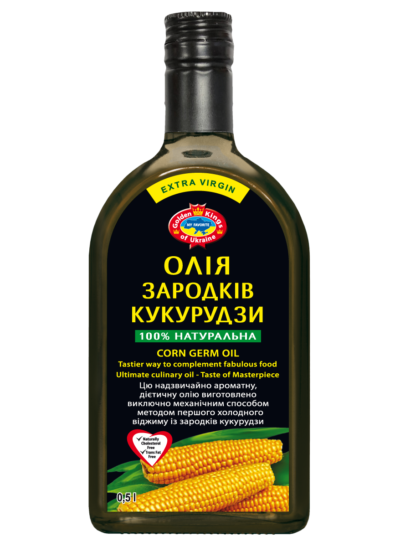 EXTRA VIRGIN
Golden Kings
MY FAVORITE
of Ukraine
ОЛІЯ
ЗАРОДКІВ
КУКУРУДЗИ
100% НАТУРАЛЬНА
CORN GERM OIL
Tastier way to complement fabulous food
Ultimate culinary oil - Taste of Masterpiece
Цю надзвичайно ароматну,
дієтичну олію виготовлено
виключно механічним способом
методом першого холодного
віджиму із зародків кукурудзи
Naturally
Cholesterol
Free
Trans Fat
Free
0,5 l